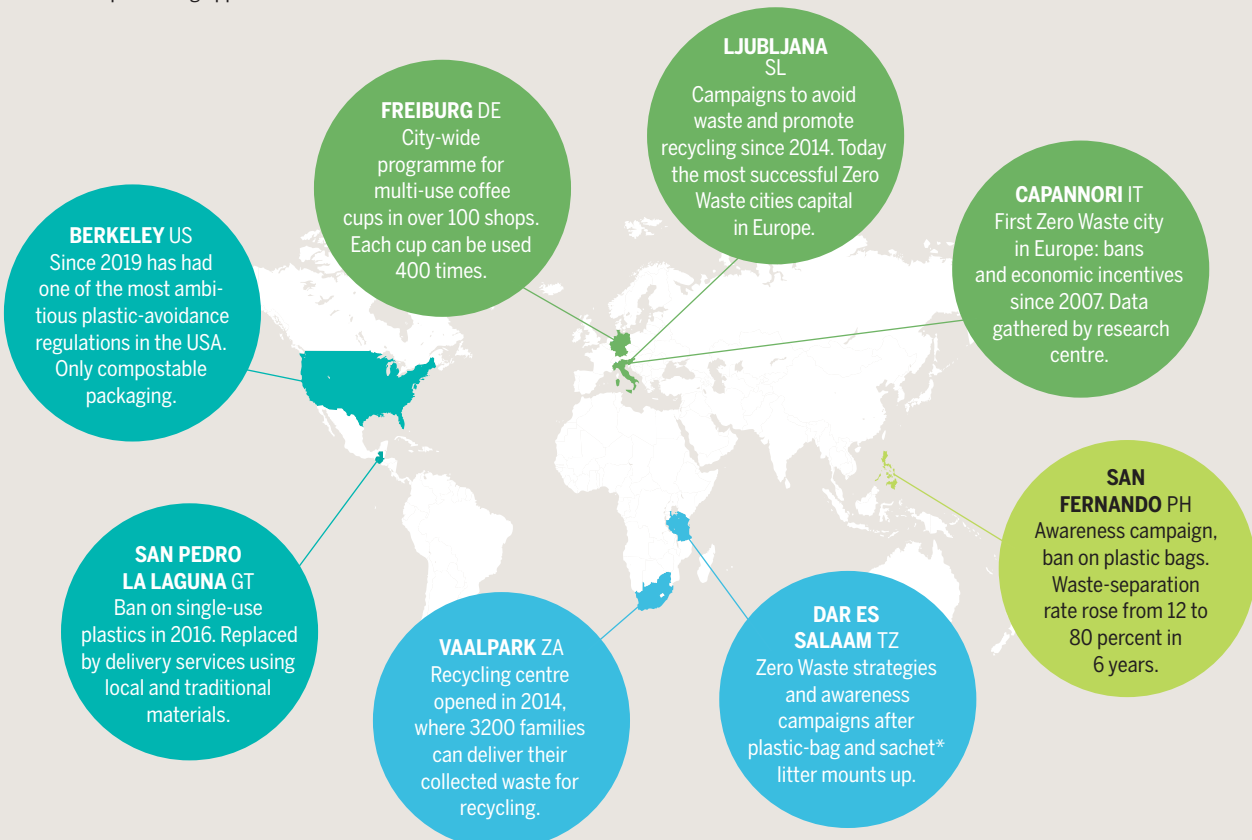 LJUBLJANA
SL
Campaigns to avoid
waste and promote
recycling since 2014. Today
the most successful Zero
Waste cities capital
in Europe.
FREIBURG DE
City-wide
programme for
multi-use coffee
cups in over 100 shops.
Each cup can be used
400 times.
CAPANNORI IT
First Zero Waste city
in Europe: bans
and economic incentives
since 2007. Data
gathered by research
centre.
BERKELEY US
Since 2019 has had
one of the most ambi-
tious plastic-avoidance
regulations in the USA.
Only compostable
packaging.
SAN
FERNANDO PH
Awareness campaign,
ban on plastic bags.
Waste-separation
rate rose from 12 to
80 percent in
6 years.
SAN PEDRO
LA LAGUNA GT
Ban on single-use
plastics in 2016. Replaced
by delivery services using
local and traditional
materials.
VAALPARK ZA
Recycling centre
opened in 2014,
where 3200 families
can deliver their
collected waste for
recycling.
DAR ES
SALAAM TZ
Zero Waste strategies
and awareness
campaigns after
plastic-bag and sachet*
litter mounts up.